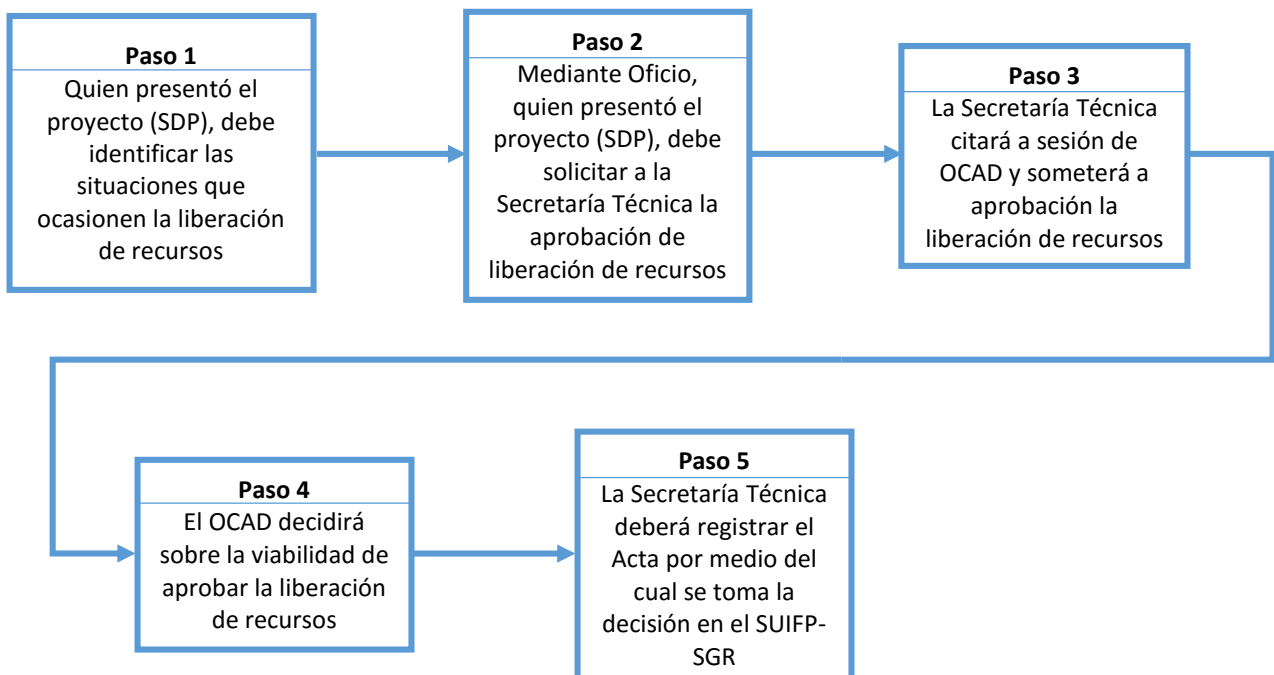 Paso 1
Quien presentó el
proyecto (SDP), debe
identificar las
situaciones que
ocasionen la liberación
de recursos
Paso 2
Mediante Oficio,
quien presentó el
proyecto (SDP), debe
solicitar a la
Secretaría Técnica la
aprobación de
liberación de recursos
Paso 3
La Secretaría Técnica
citará a sesión de
OCAD y someterá a
aprobación la
liberación de recursos
Paso 4
El OCAD decidirá
sobre la viabilidad de
aprobar la liberación
de recursos
Paso 5
La Secretaría Técnica
deberá registrar el
Acta por medio del
cual se toma la
decisión en el SUIFP-
SGR